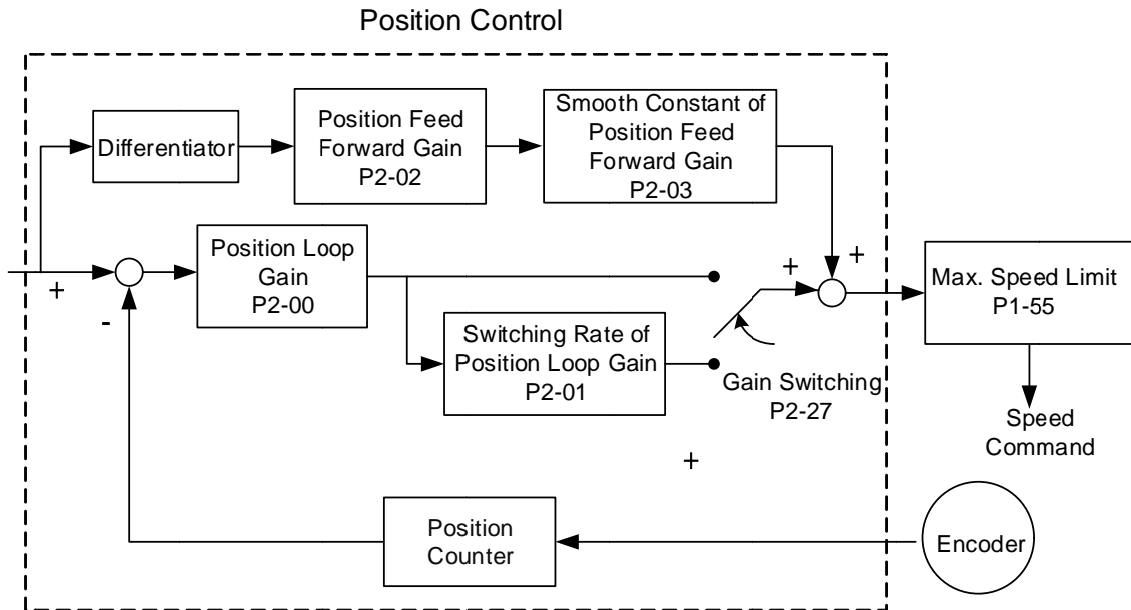 Position Control
Differentiator
Position Feed
Forward Gain
P2-02
Smooth Constant of
Position Feed
Forward Gain
P2-03
Position Loop
Gain
P2-00
+
-
Switching Rate of
Position Loop Gain
P2-01
+
+
Gain Switching
P2-27
+
Max. Speed Limit
P1-55
Speed
Command
Position
Counter
Encoder